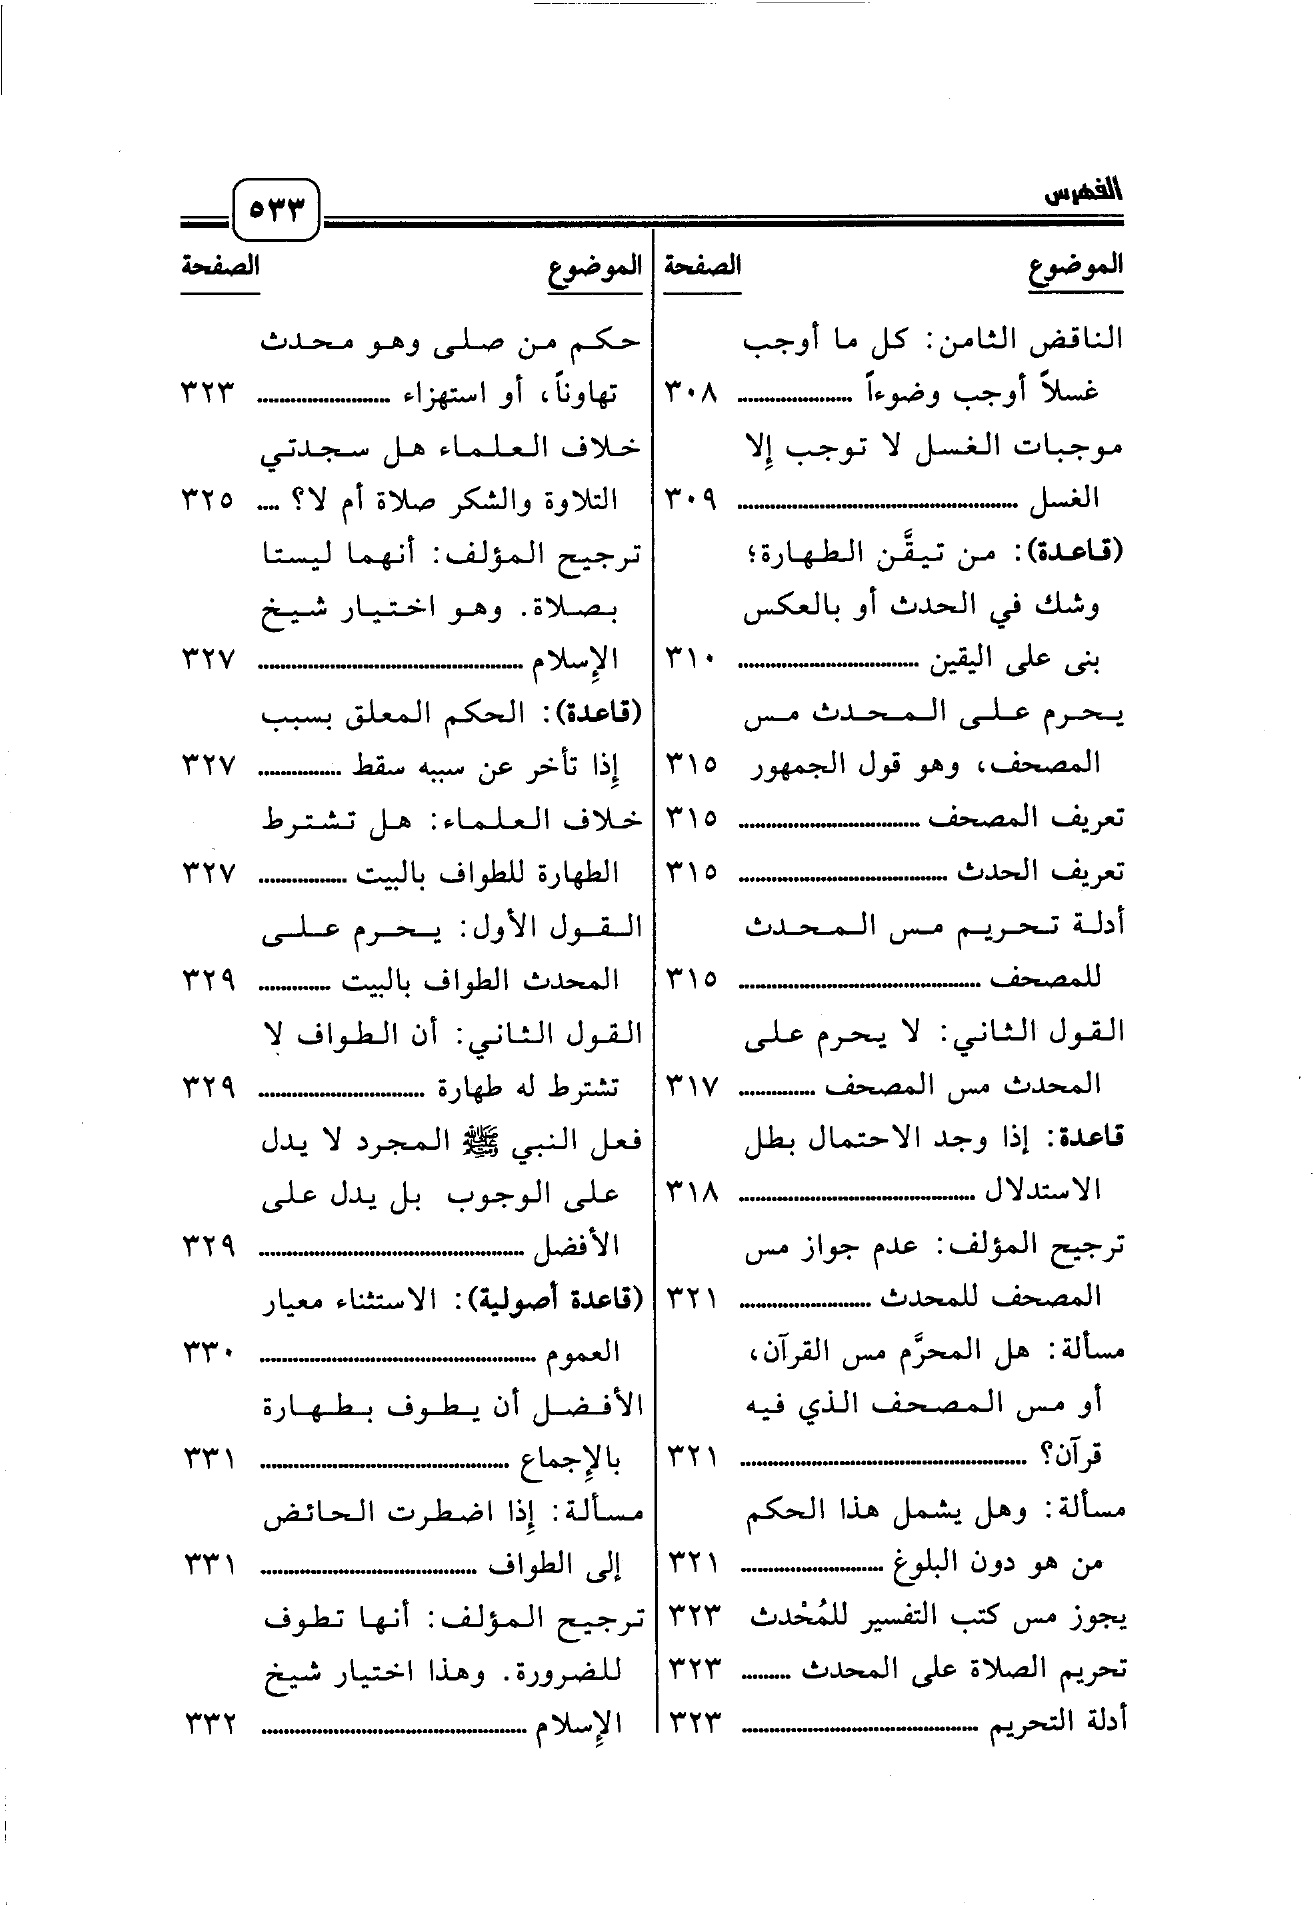 الفهرس
٥٣٣
الموضوع الصفحة
الناقض الثامن: كل ما أوجب
غسلاً أوجب وضوءاً ..................... ٣٠٨
موجبات الغسل لا توجب إلا
الغسل ..................... ٣٠٩
(قاعدة): من تيقَّن الطهارة؛
وشك في الحدث أو بالعكس
بنى على اليقين ..................... ٣١٠
يحرم على المحدث مس
المصحف، وهو قول الجمهور ٣١٥
تعريف المصحف ..................... ٣١٥
تعريف الحدث ..................... ٣١٥
أدلة تحريم مس المحدث
للمصحف ..................... ٣١٥
القول الثاني: لا يحرم على
المحدث مس المصحف .............. ٣١٧
قاعدة: إذا وجد الاحتمال بطل
الاستدلال ..................... ٣١٨
ترجيح المؤلف: عدم جواز مس
المصحف للمحدث ..................... ٣٢١
مسألة: هل المحرَّم مس القرآن،
أو مس المصحف الذي فيه
قرآن؟ ..................... ٣٢١
مسألة: وهل يشمل هذا الحكم
من هو دون البلوغ ..................... ٣٢١
يجوز مس كتب التفسير للمُحْدث ٣٢٣
تحريم الصلاة على المحدث ......... ٣٢٣
أدلة التحريم ..................... ٣٢٣
الموضوع الصفحة
حكم من صلى وهو محدث
تهاوناً، أو استهزاء ..................... ٣٢٣
خلاف العلماء هل سجدتي
التلاوة والشكر صلاة أم لا؟ .... ٣٢٥
ترجيح المؤلف: أنهما ليستا
بصلاة. وهو اختيار شيخ
الإسلام ..................... ٣٢٧
(قاعدة): الحكم المعلق بسبب
إذا تأخر عن سببه سقط ............... ٣٢٧
خلاف العلماء: هل تشترط
الطهارة للطواف بالبيت ................ ٣٢٧
القول الأول: يحرم على
المحدث الطواف بالبيت ............. ٣٢٩
القول الثاني: أن الطواف لا
تشترط له طهارة ..................... ٣٢٩
فعل النبي ﷺ المجرد لا يدل
على الوجوب بل يدل على
الأفضل ..................... ٣٢٩
(قاعدة أصولية): الاستثناء معيار
العموم ..................... ٣٣٠
الأفضل أن يطوف بطهارة
بالإجماع ..................... ٣٣١
مسألة: إذا اضطرت الحائض
إلى الطواف ..................... ٣٣١
ترجيح المؤلف: أنها تطوف
للضرورة. وهذا اختيار شيخ
الإسلام ..................... ٣٣٢